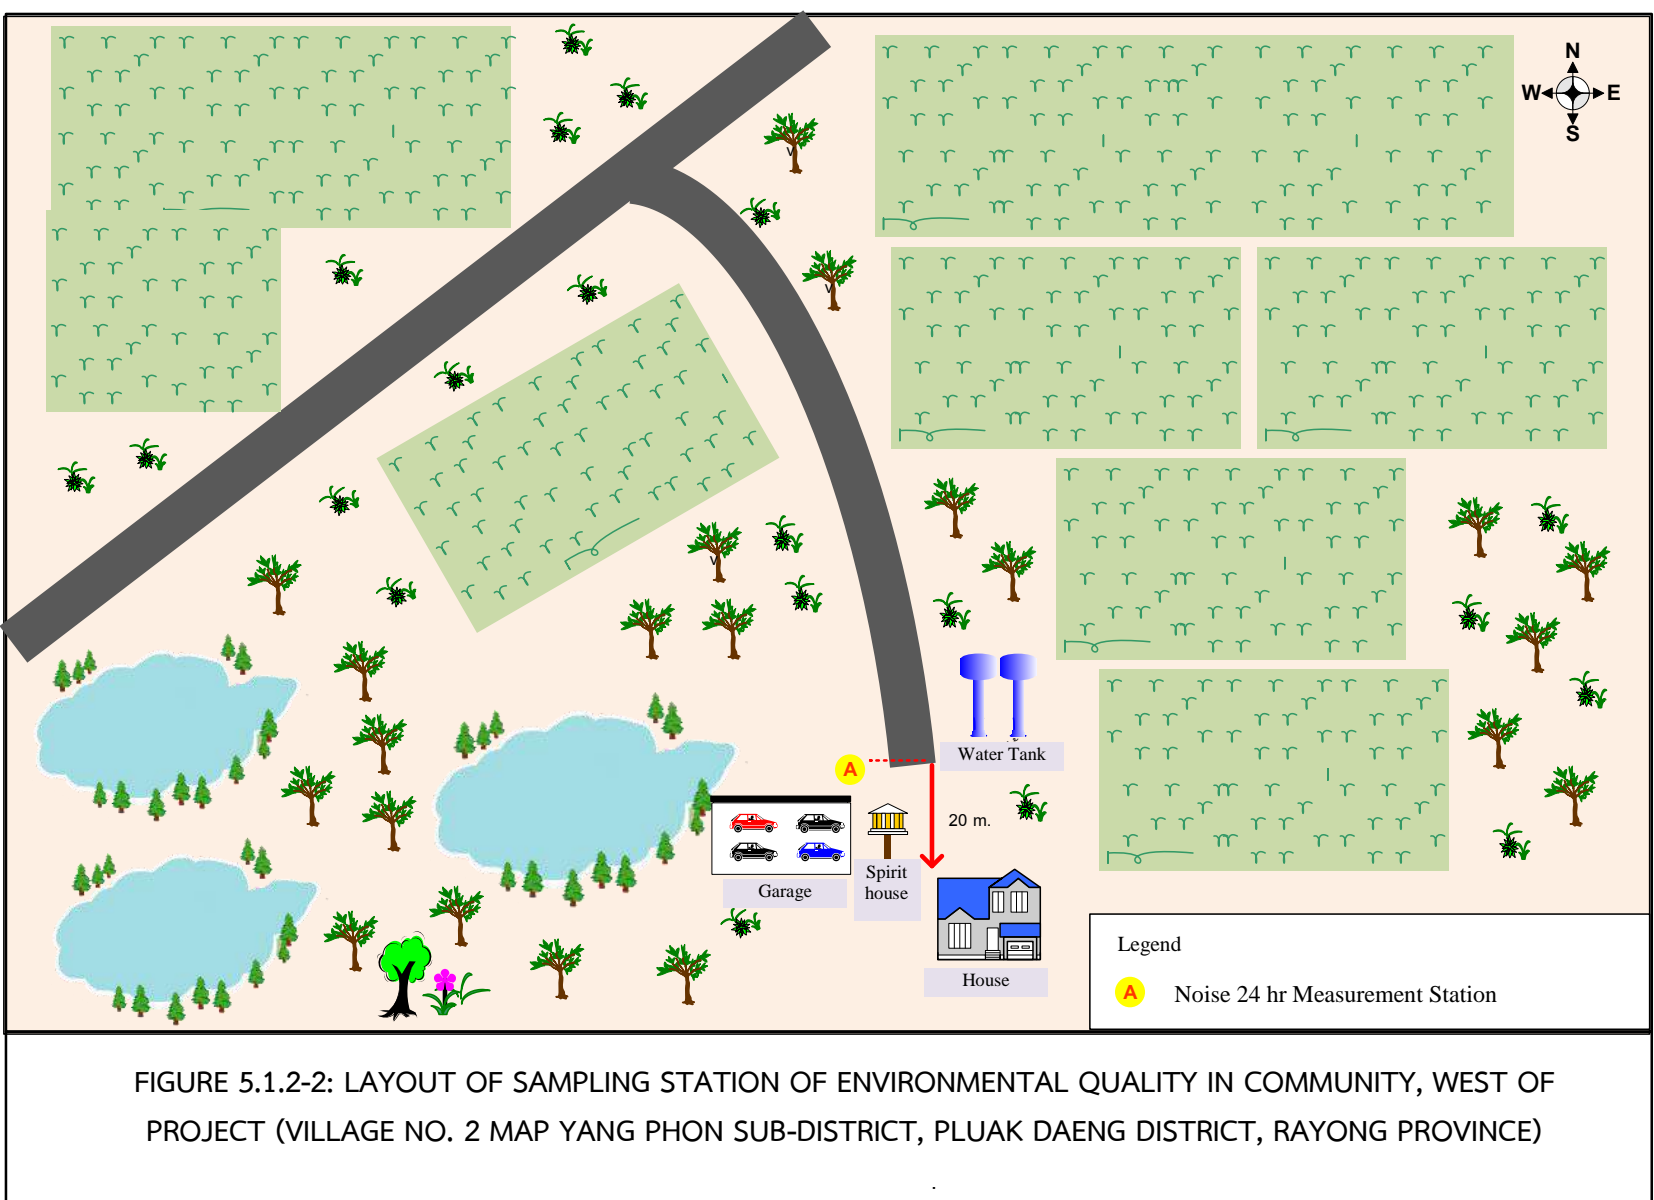 N
W E
S
v
v
v
Water Tank
A
20 m.
Spirit
house
Garage
House
Legend
A Noise 24 hr Measurement Station
FIGURE 5.1.2-2: LAYOUT OF SAMPLING STATION OF ENVIRONMENTAL QUALITY IN COMMUNITY, WEST OF
PROJECT (VILLAGE NO. 2 MAP YANG PHON SUB-DISTRICT, PLUAK DAENG DISTRICT, RAYONG PROVINCE)
.